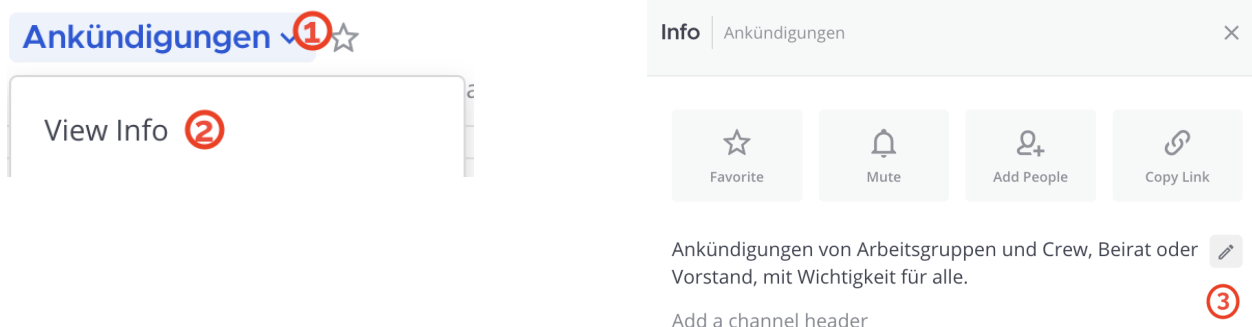 Ankündigungen 1
View Info 2
Info Ankündigungen
Favorite Mute Add People Copy Link
Ankündigungen von Arbeitsgruppen und Crew, Beirat oder
Vorstand, mit Wichtigkeit für alle.
3
Add a channel header